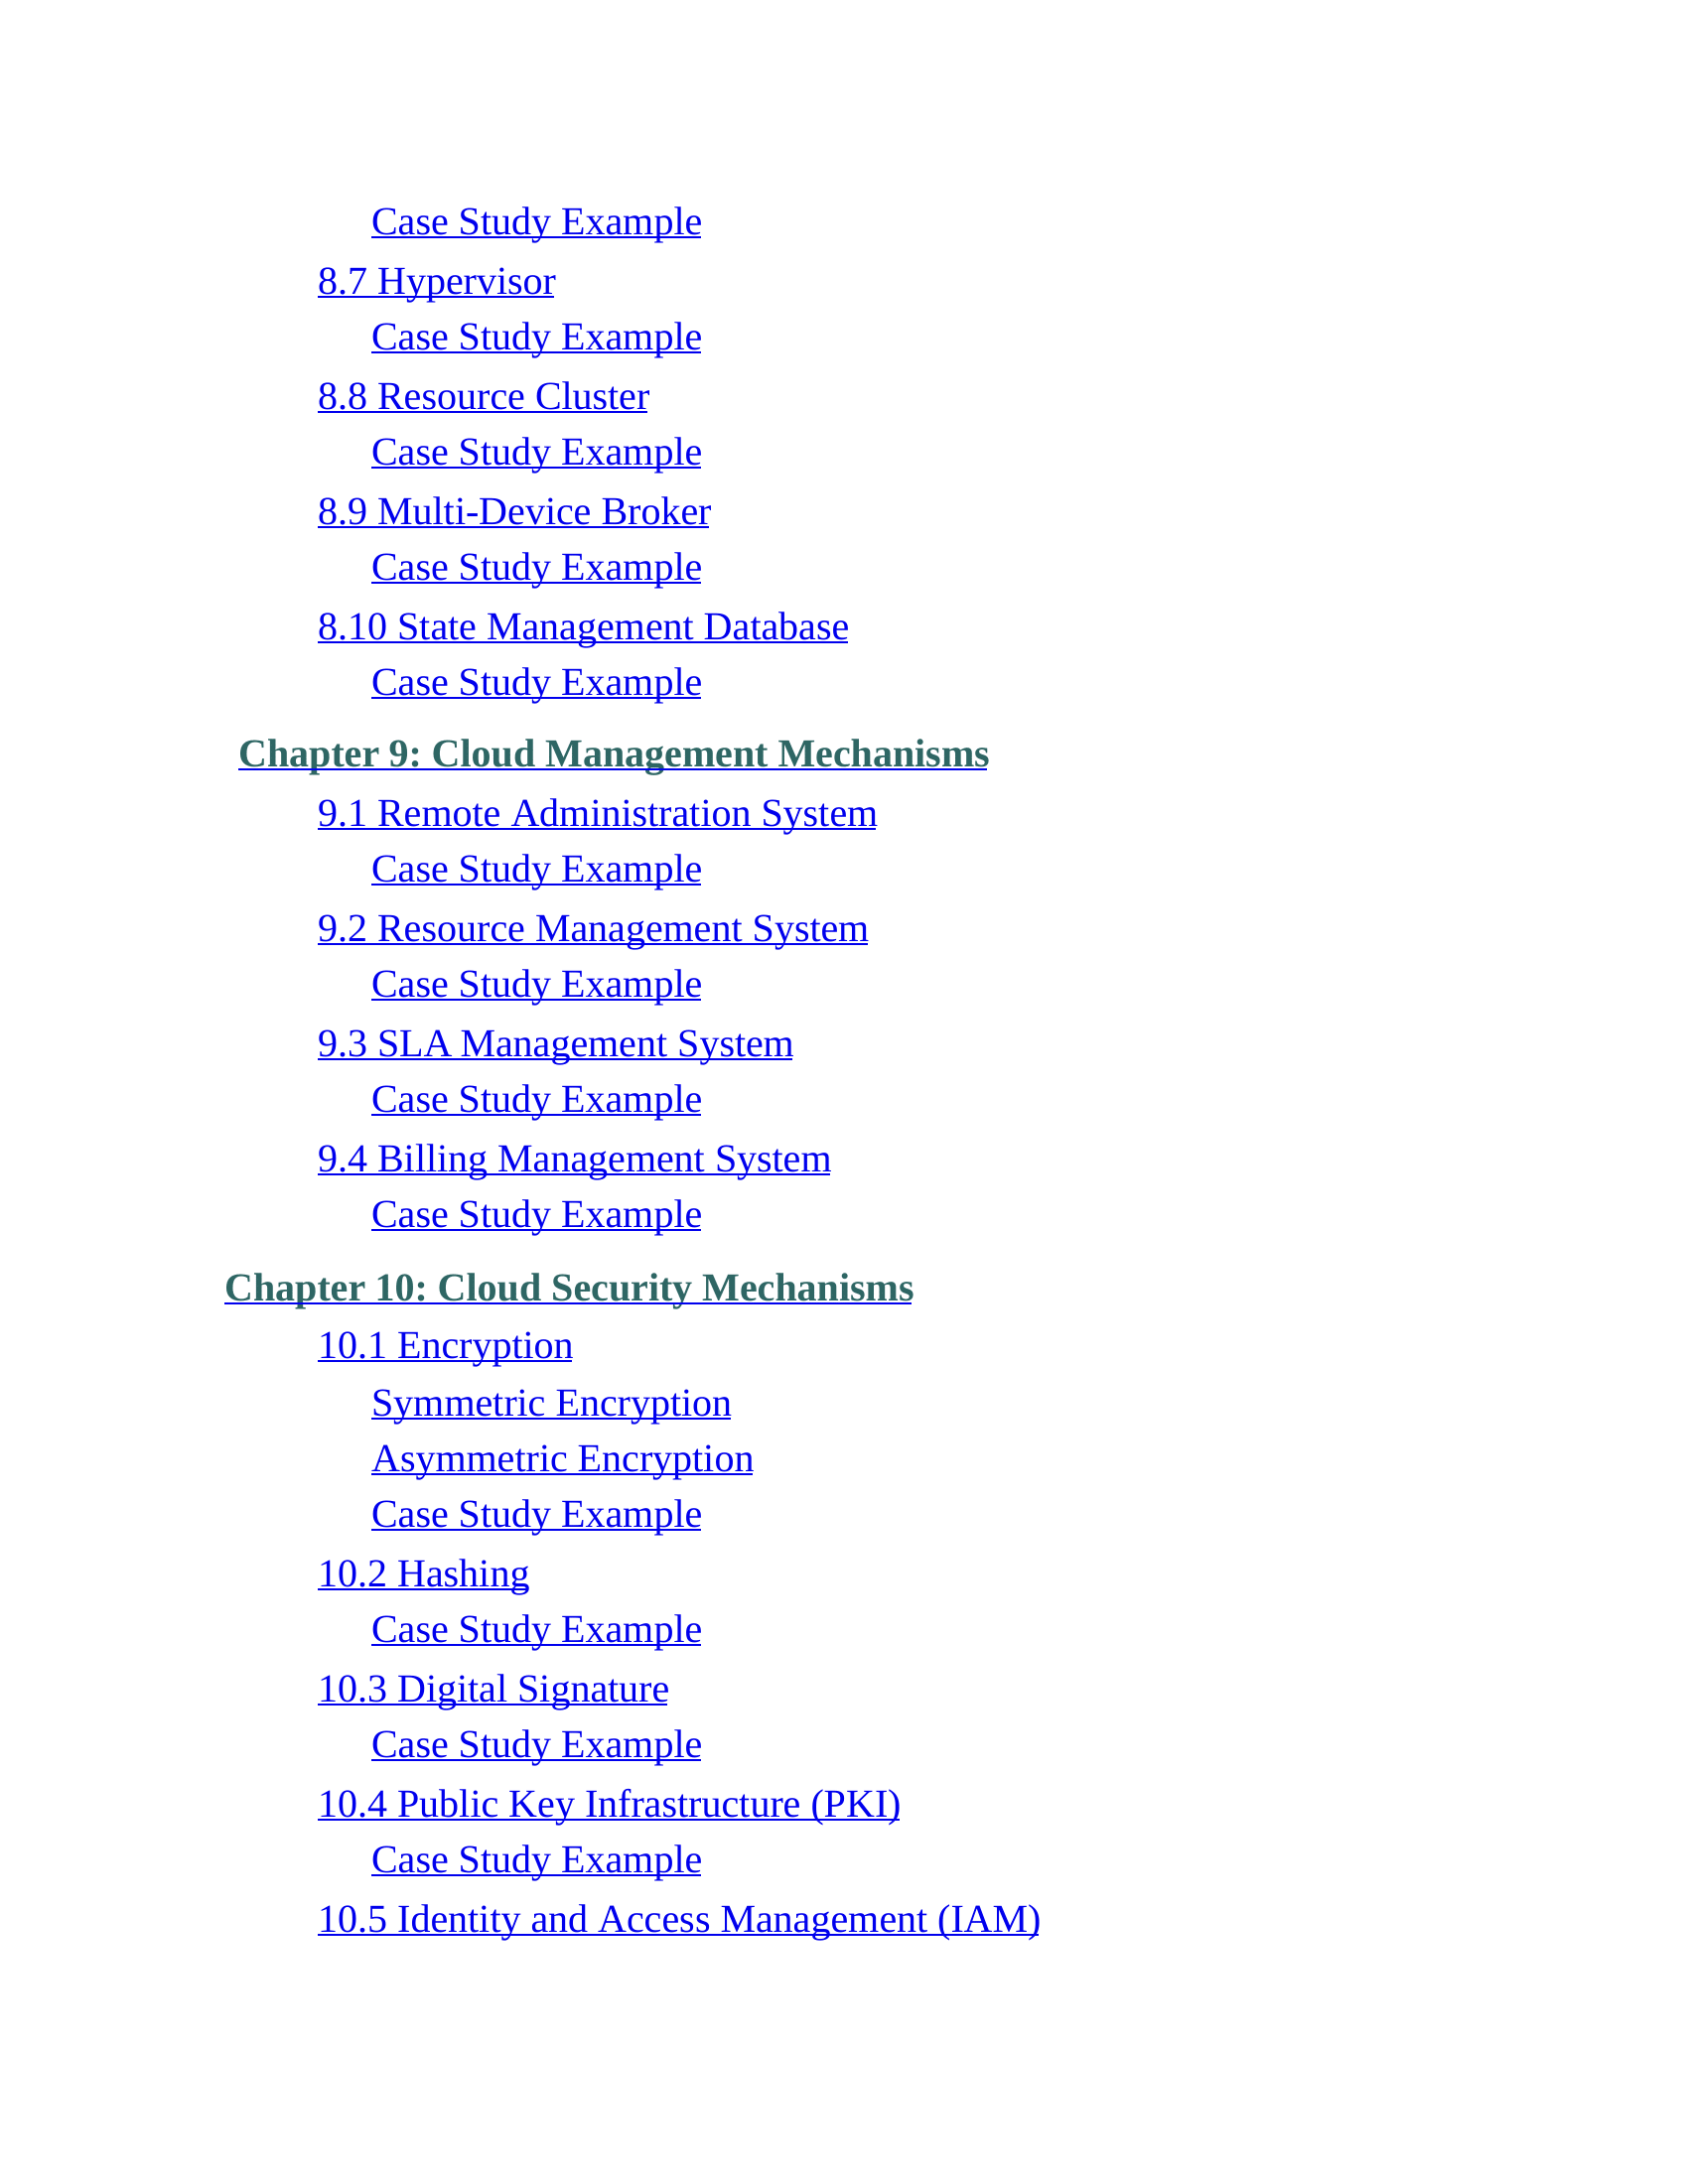 Case Study Example
8.7 Hypervisor
Case Study Example
8.8 Resource Cluster
Case Study Example
8.9 Multi-Device Broker
Case Study Example
8.10 State Management Database
Case Study Example
Chapter 9: Cloud Management Mechanisms
9.1 Remote Administration System
Case Study Example
9.2 Resource Management System
Case Study Example
9.3 SLA Management System
Case Study Example
9.4 Billing Management System
Case Study Example
Chapter 10: Cloud Security Mechanisms
10.1 Encryption
Symmetric Encryption
Asymmetric Encryption
Case Study Example
10.2 Hashing
Case Study Example
10.3 Digital Signature
Case Study Example
10.4 Public Key Infrastructure (PKI)
Case Study Example
10.5 Identity and Access Management (IAM)